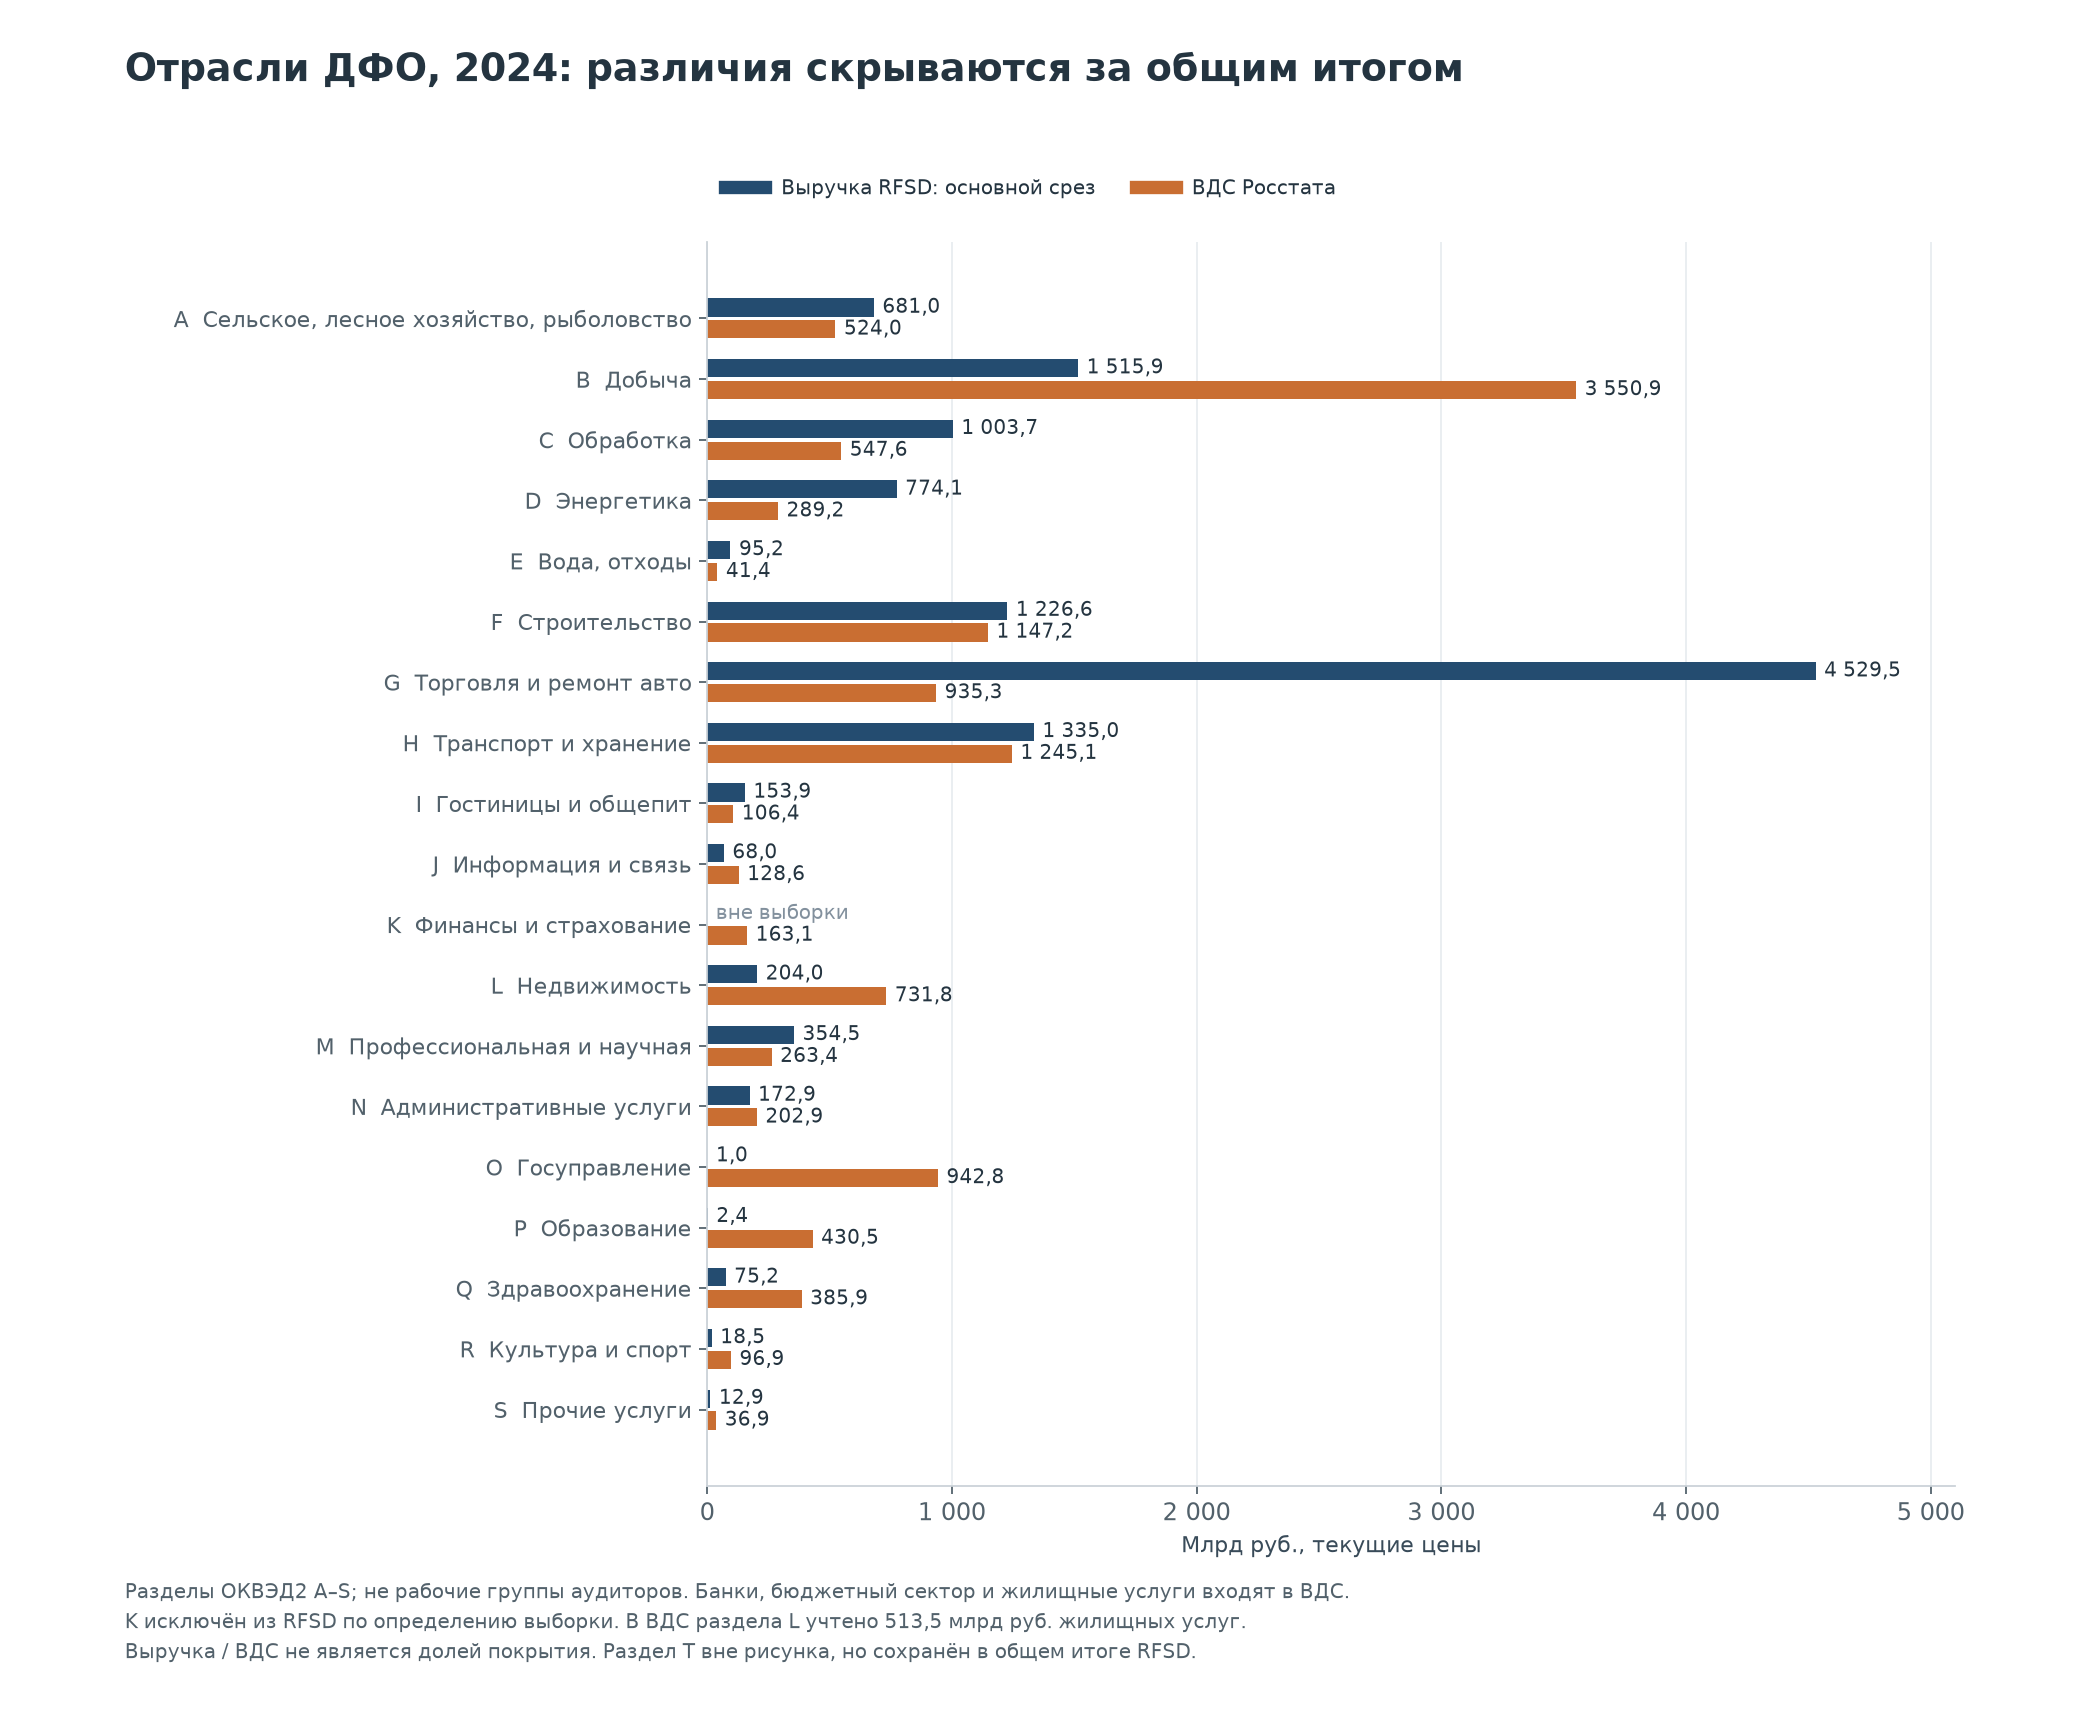 Отрасли ДФО, 2024: различия скрываются за общим итогом
Выручка RFSD: основной срез
ВДС Росстата
A Сельское, лесное хозяйство, рыболовство
681,0
524,0
B Добыча
1 515,9
3 550,9
C Обработка
1 003,7
547,6
D Энергетика
774,1
289,2
E Вода, отходы
95,2
41,4
F Строительство
1 226,6
1 147,2
G Торговля и ремонт авто
4 529,5
935,3
H Транспорт и хранение
1 335,0
1 245,1
I Гостиницы и общепит
153,9
106,4
J Информация и связь
68,0
128,6
K Финансы и страхование
вне выборки
163,1
L Недвижимость
204,0
731,8
M Профессиональная и научная
354,5
263,4
N Административные услуги
172,9
202,9
O Госуправление
1,0
942,8
P Образование
2,4
430,5
Q Здравоохранение
75,2
385,9
R Культура и спорт
18,5
96,9
S Прочие услуги
12,9
36,9
0
1 000
2 000
3 000
4 000
5 000
Млрд руб., текущие цены
Разделы ОКВЭД2 A–S; не рабочие группы аудиторов. Банки, бюджетный сектор и жилищные услуги входят в ВДС.
K исключён из RFSD по определению выборки. В ВДС раздела L учтено 513,5 млрд руб. жилищных услуг.
Выручка / ВДС не является долей покрытия. Раздел T вне рисунка, но сохранён в общем итоге RFSD.